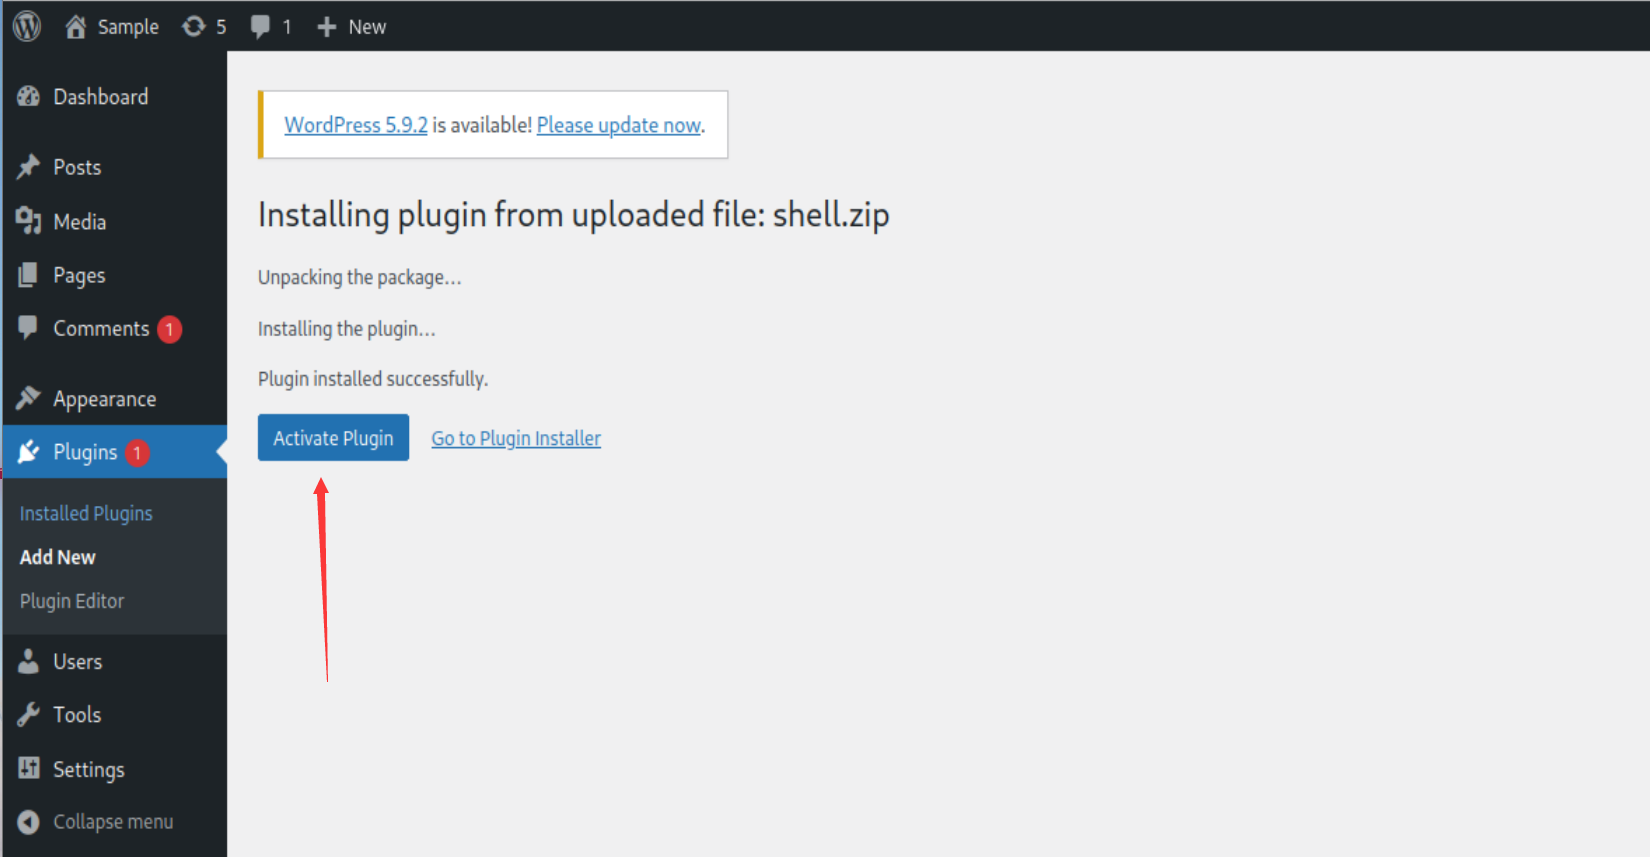 Sample 5 1 New
Dashboard
Posts
Media
Pages
Comments 1
Appearance
Plugins 1
Installed Plugins
Add New
Plugin Editor
Users
Tools
Settings
Collapse menu
WordPress 5.9.2 is available! Please update now.
Installing plugin from uploaded file: shell.zip
Unpacking the package…
Installing the plugin…
Plugin installed successfully.
Activate Plugin Go to Plugin Installer